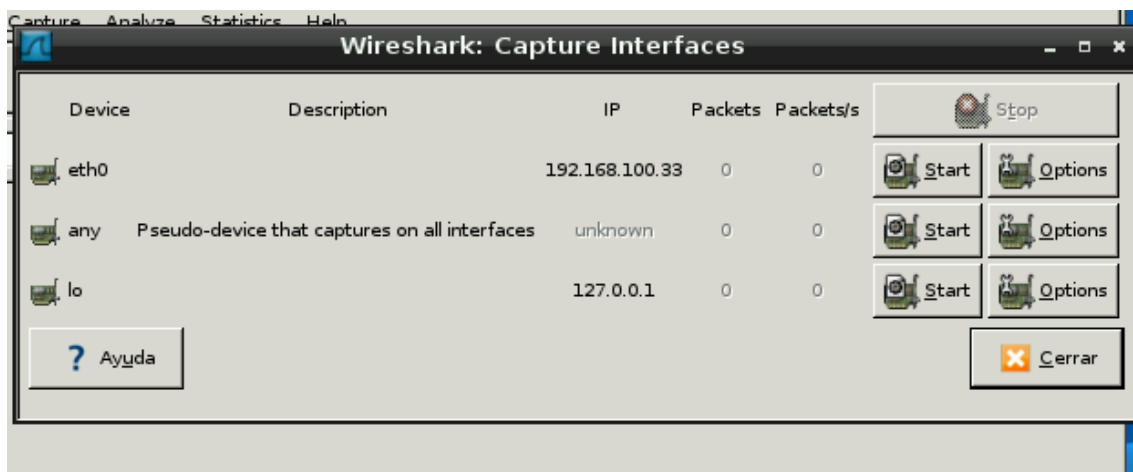 Capture Analyze Statistics Help
Wireshark: Capture Interfaces
Device Description IP Packets Packets/s Stop
eth0 192.168.100.33 0 0 Start Options
any Pseudo-device that captures on all interfaces unknown 0 0 Start Options
lo 127.0.0.1 0 0 Start Options
Ayuda Cerrar